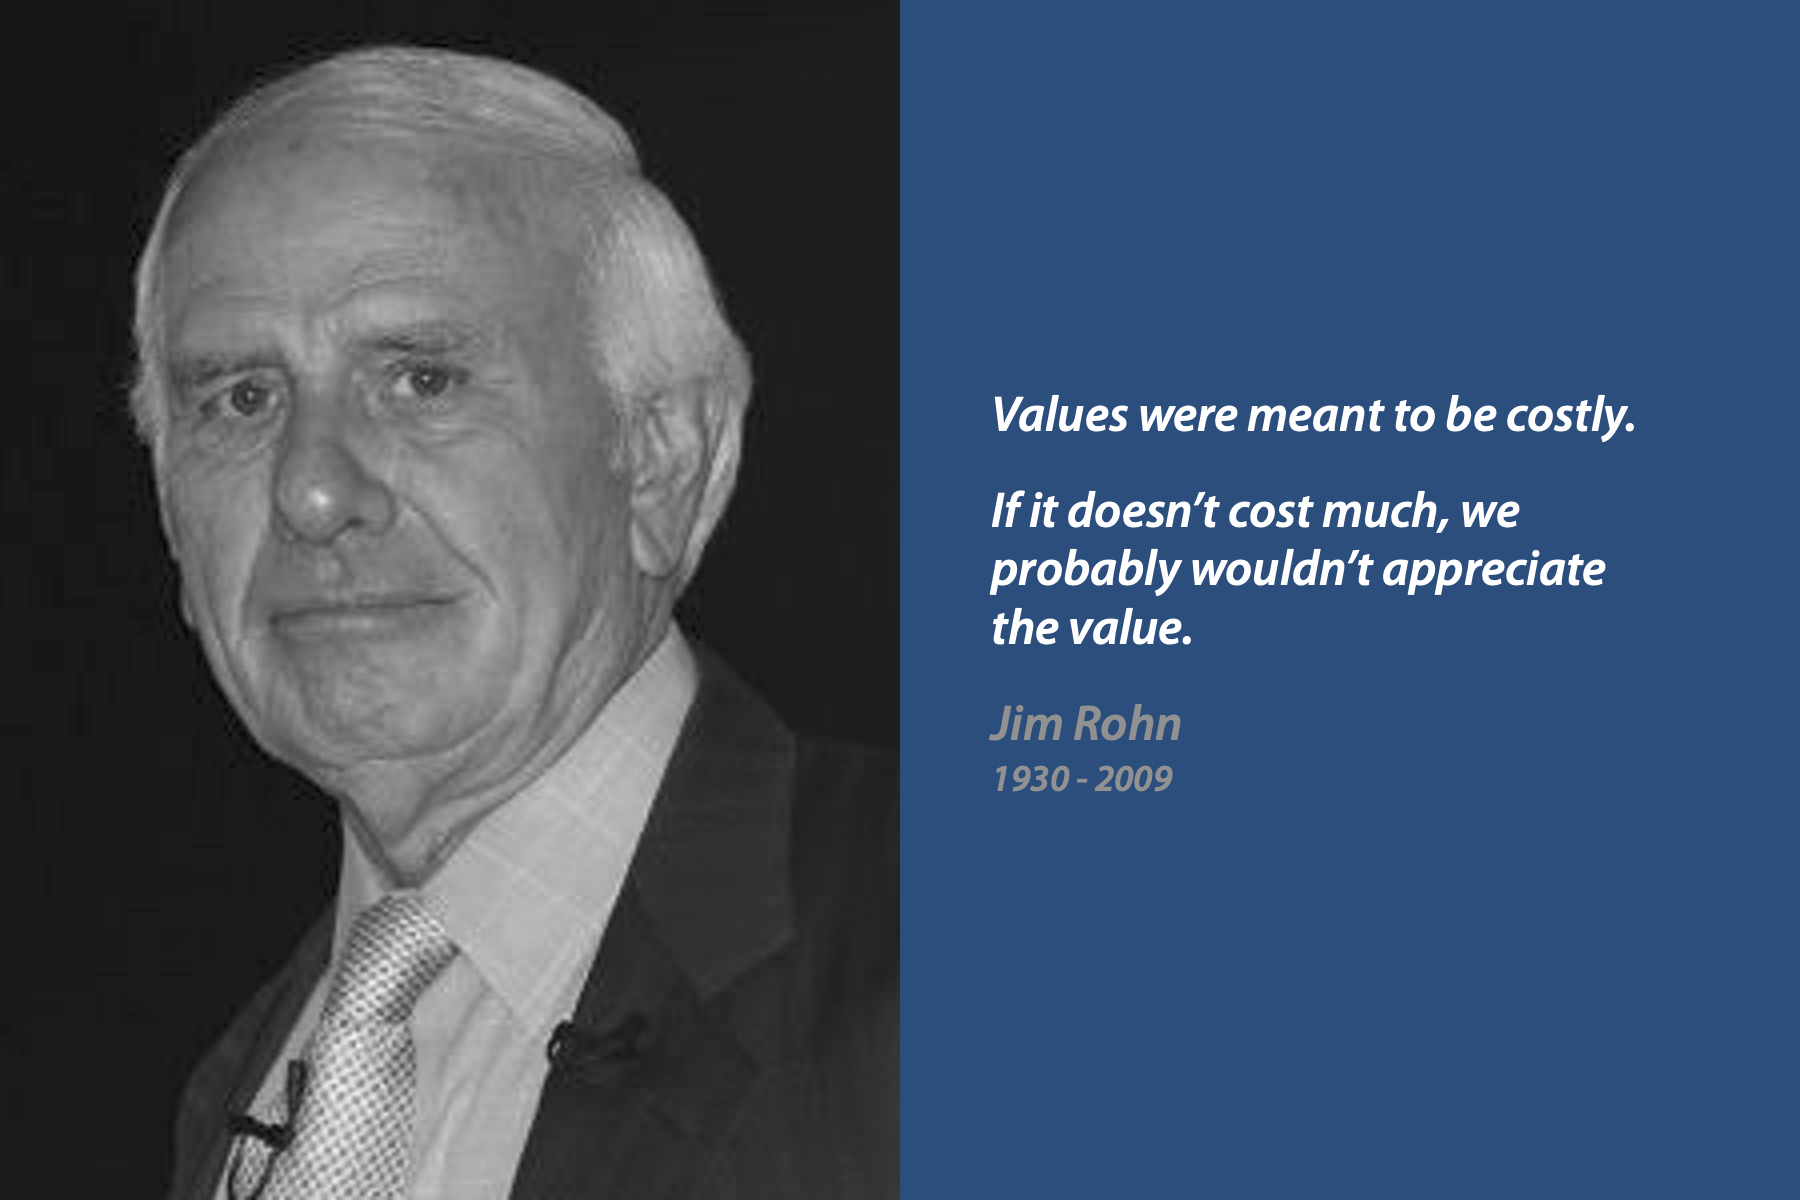 Values were meant to be costly.
If it doesn’t cost much, we
probably wouldn’t appreciate
the value.
Jim Rohn
1930 - 2009